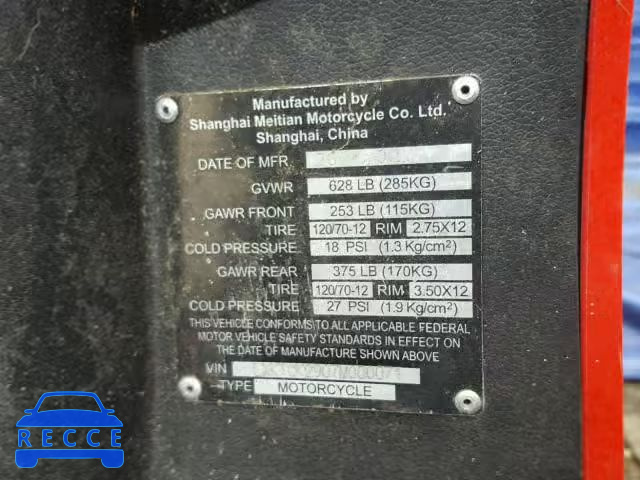 Manufactured by
Shanghai Meitian Motorcycle Co. Ltd.
Shanghai, China
DATE OF MFR
GVWR 628 LB (285KG)
GAWR FRONT 253 LB (115KG)
TIRE 120/70-12 RIM 2.75X12
COLD PRESSURE 18 PSI (1.3 Kg/cm²)
GAWR REAR 375 LB (170KG)
TIRE 120/70-12 RIM 3.50X12
COLD PRESSURE 27 PSI (1.9 Kg/cm²)
THIS VEHICLE CONFORMS TO ALL APPLICABLE FEDERAL
MOTOR VEHICLE SAFETY STANDARDS IN EFFECT ON
THE DATE OF MANUFACTURE SHOWN ABOVE
VIN
TYPE MOTORCYCLE
RECCE